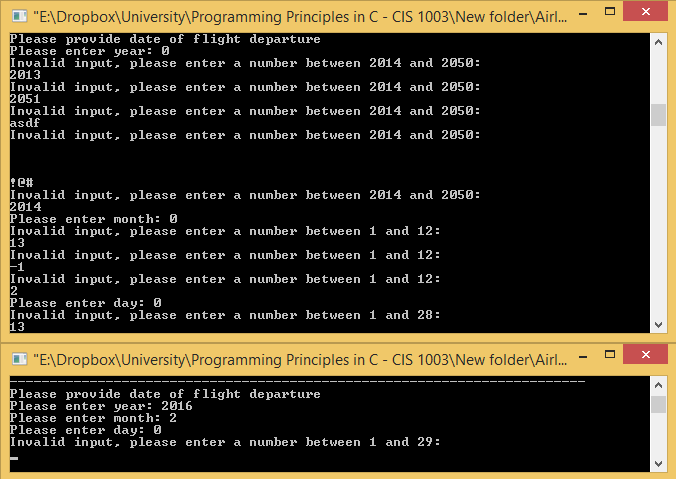 "E:\Dropbox\University\Programming Principles in C - CIS 1003\New folder\Airl...
Please provide date of flight departure
Please enter year: 0
Invalid input, please enter a number between 2014 and 2050:
2013
Invalid input, please enter a number between 2014 and 2050:
2051
Invalid input, please enter a number between 2014 and 2050:
asdf
Invalid input, please enter a number between 2014 and 2050:
!@#
Invalid input, please enter a number between 2014 and 2050:
2014
Please enter month: 0
Invalid input, please enter a number between 1 and 12:
13
Invalid input, please enter a number between 1 and 12:
-1
Invalid input, please enter a number between 1 and 12:
2
Please enter day: 0
Invalid input, please enter a number between 1 and 28:
13
"E:\Dropbox\University\Programming Principles in C - CIS 1003\New folder\Airl...
Please provide date of flight departure
Please enter year: 2016
Please enter month: 2
Please enter day: 0
Invalid input, please enter a number between 1 and 29: